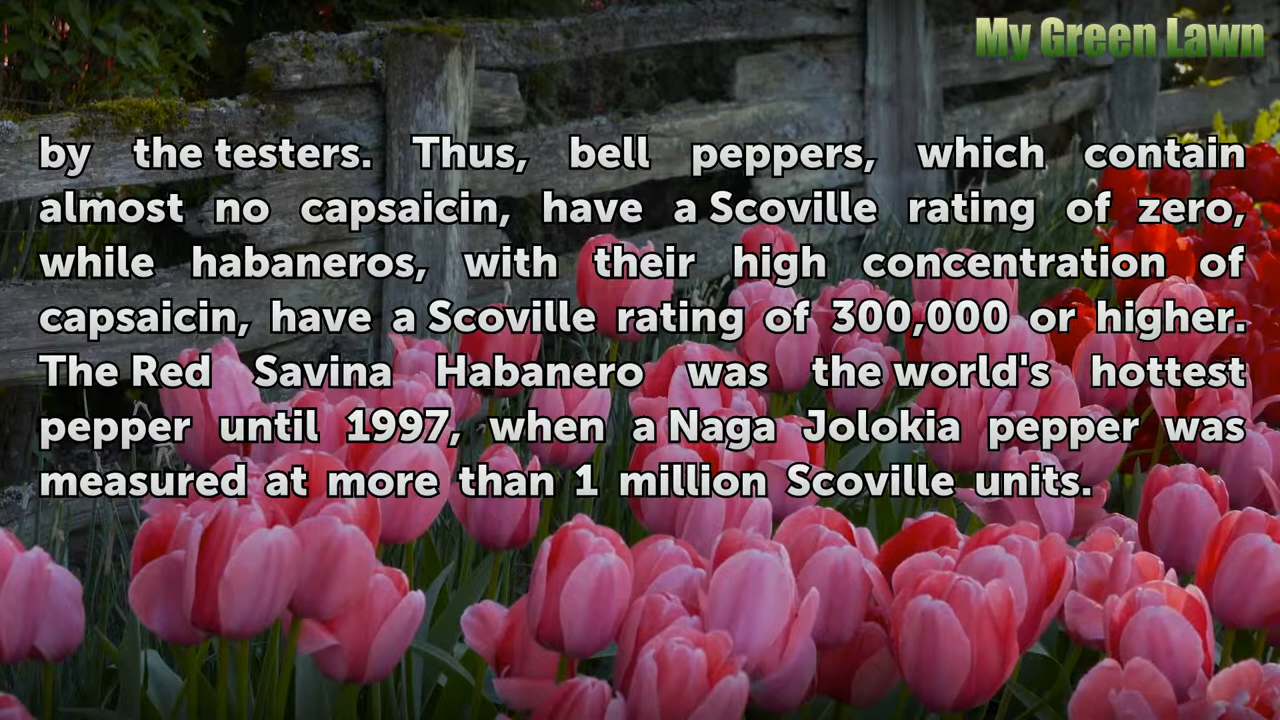 My Green Lawn
by the testers. Thus, bell peppers, which contain
almost no capsaicin, have a Scoville rating of zero,
while habaneros, with their high concentration of
capsaicin, have a Scoville rating of 300,000 or higher.
The Red Savina Habanero was the world's hottest
pepper until 1997, when a Naga Jolokia pepper was
measured at more than 1 million Scoville units.